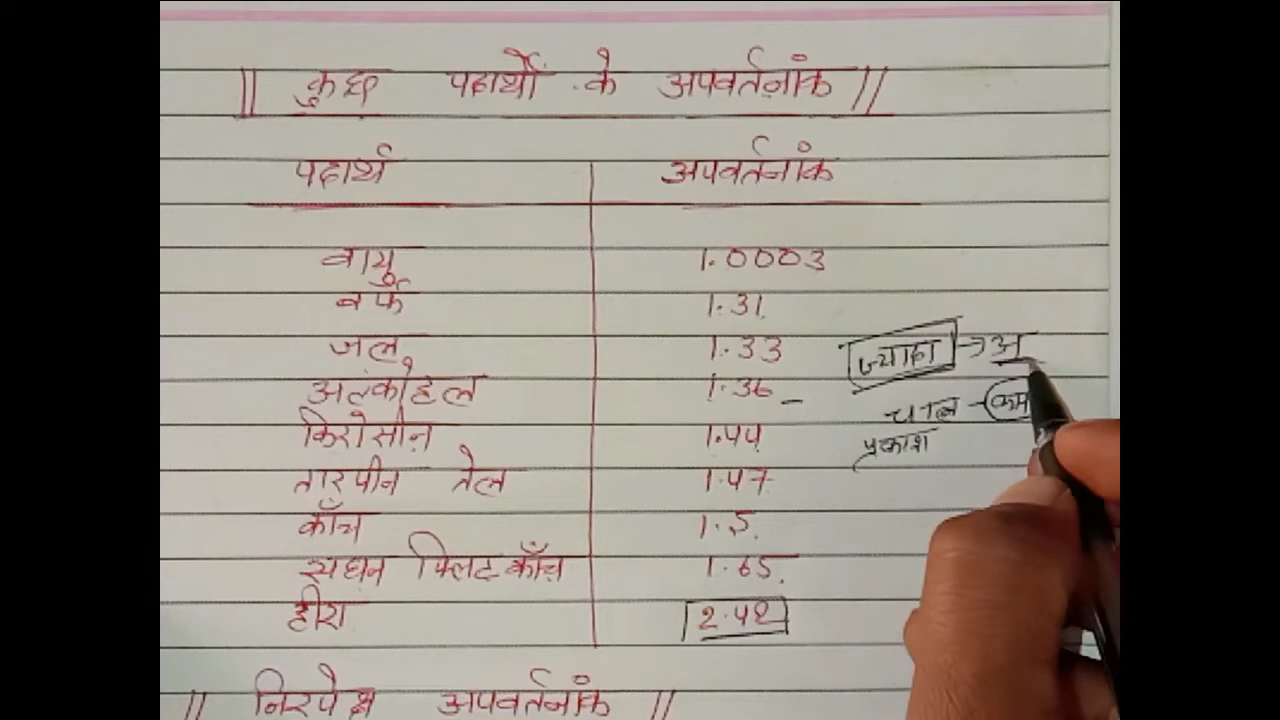 || कुछ पदार्थों के अपवर्तनांक ||
पदार्थ अपवर्तनांक
वायु 1.0003
बर्फ 1.31
जल 1.33
अल्कोहल 1.36
किरोसीन 1.44
तारपीन तेल 1.47
काँच 1.5
सघन फ्लिंट काँच 1.65
हीरा 2.42
ज्यादा → अ
चाल - कम
प्रकाश
|| निरपेक्ष अपवर्तनांक ||